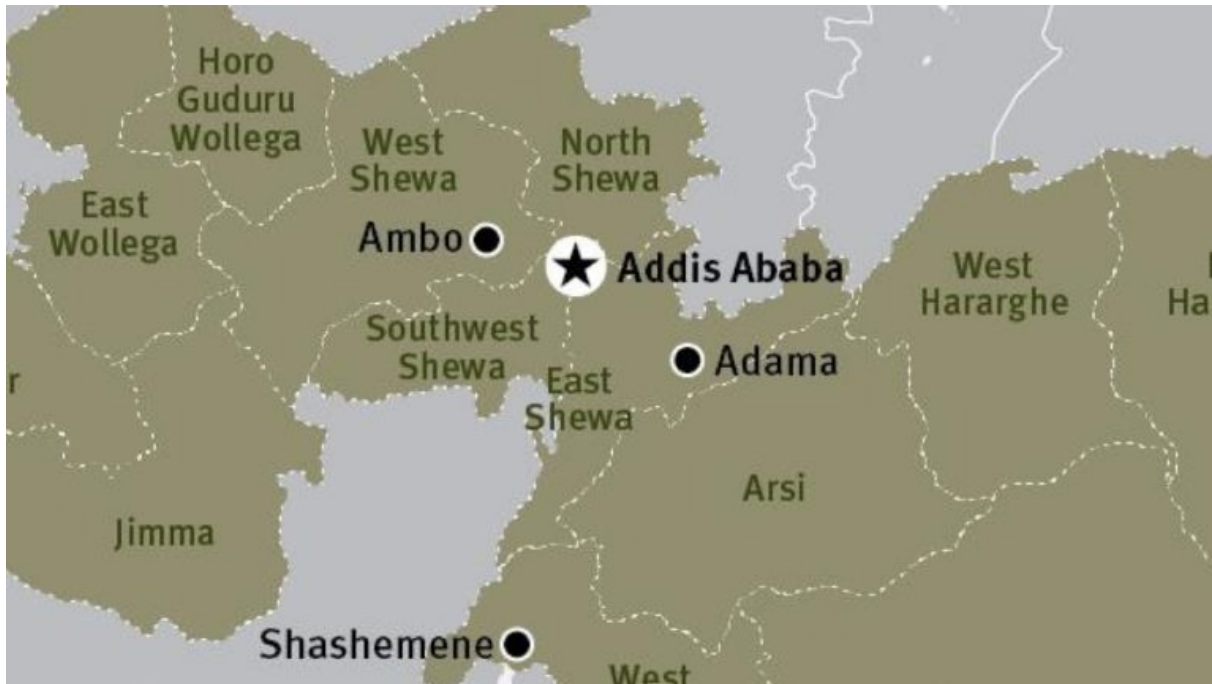 Horo
Guduru
Wollega
West
Shewa
North
Shewa
East
Wollega
Ambo
Addis Ababa
West
Hararghe
Ha
Southwest
Shewa
Adama
r
East
Shewa
Arsi
Jimma
Shashemene
West